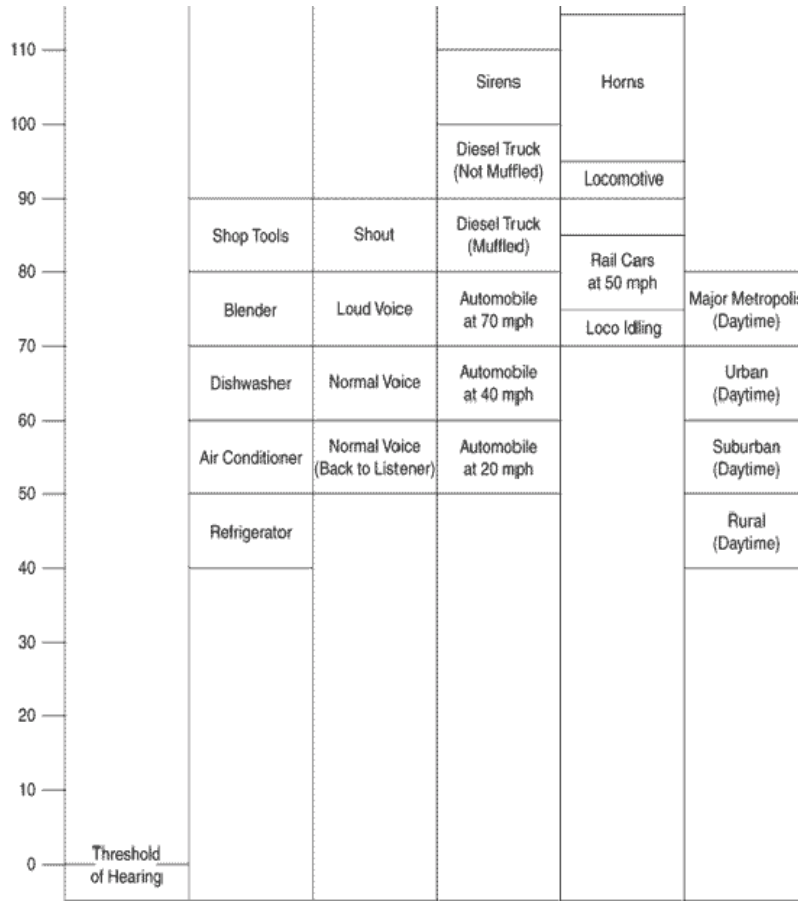 110
Sirens
Horns
100
Diesel Truck
(Not Muffled)
Locomotive
90
Shop Tools
Shout
Diesel Truck
(Muffled)
Rail Cars
at 50 mph
80
Blender
Loud Voice
Automobile
at 70 mph
Loco Idling
Major Metropolis
(Daytime)
70
Dishwasher
Normal Voice
Automobile
at 40 mph
Urban
(Daytime)
60
Air Conditioner
Normal Voice
(Back to Listener)
Automobile
at 20 mph
Suburban
(Daytime)
50
Refrigerator
Rural
(Daytime)
40
30
20
10
0
Threshold
of Hearing